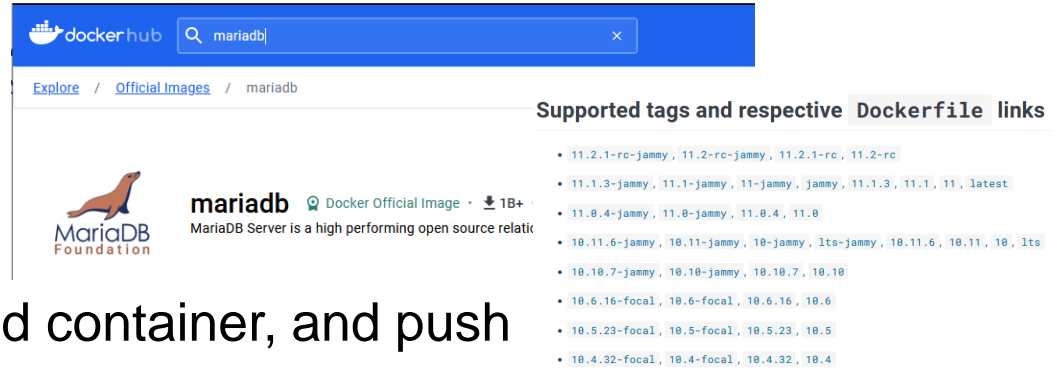 dockerhub mariadb ×
Explore / Official Images / mariadb
MariaDB
Foundation
mariadb Docker Official Image · 1B+
MariaDB Server is a high performing open source
d container, and push
Supported tags and respective Dockerfile links
• 11.2.1-rc-jammy, 11.2-rc-jammy, 11.2.1-rc, 11.2-rc
• 11.1.3-jammy, 11.1-jammy, 11-jammy, jammy, 11.1.3, 11.1, 11, latest
• 11.0.4-jammy, 11.0-jammy, 11.0.4, 11.0
• 10.11.6-jammy, 10.11-jammy, 10-jammy, lts-jammy, 10.11.6, 10.11, 10, lts
• 10.10.7-jammy, 10.10-jammy, 10.10.7, 10.10
• 10.6.16-focal, 10.6-focal, 10.6.16, 10.6
• 10.5.23-focal, 10.5-focal, 10.5.23, 10.5
• 10.4.32-focal, 10.4-focal, 10.4.32, 10.4